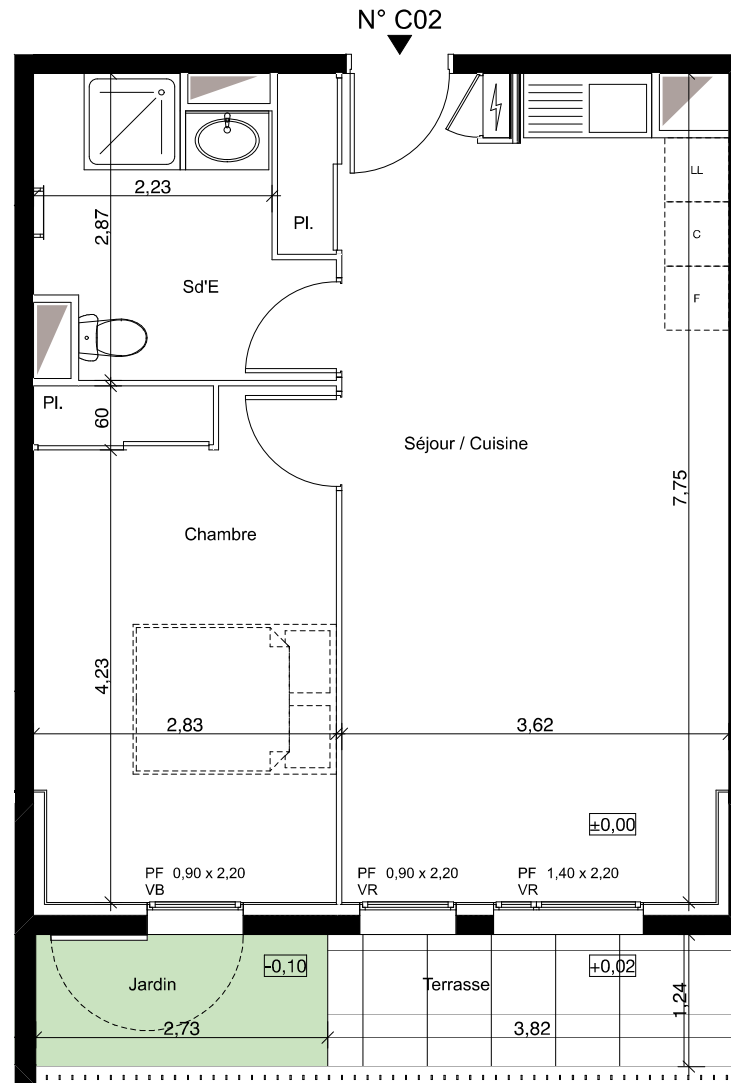 N° C02
LL
2,23
2,87
Pl.
C
Sd'E
F
Pl.
60
Séjour / Cuisine
7,75
Chambre
4,23
2,83
3,62
±0,00
PF 0,90 x 2,20
VB
PF 0,90 x 2,20
VR
PF 1,40 x 2,20
VR
Jardin
-0,10
Terrasse
+0,02
1,24
2,73
3,82